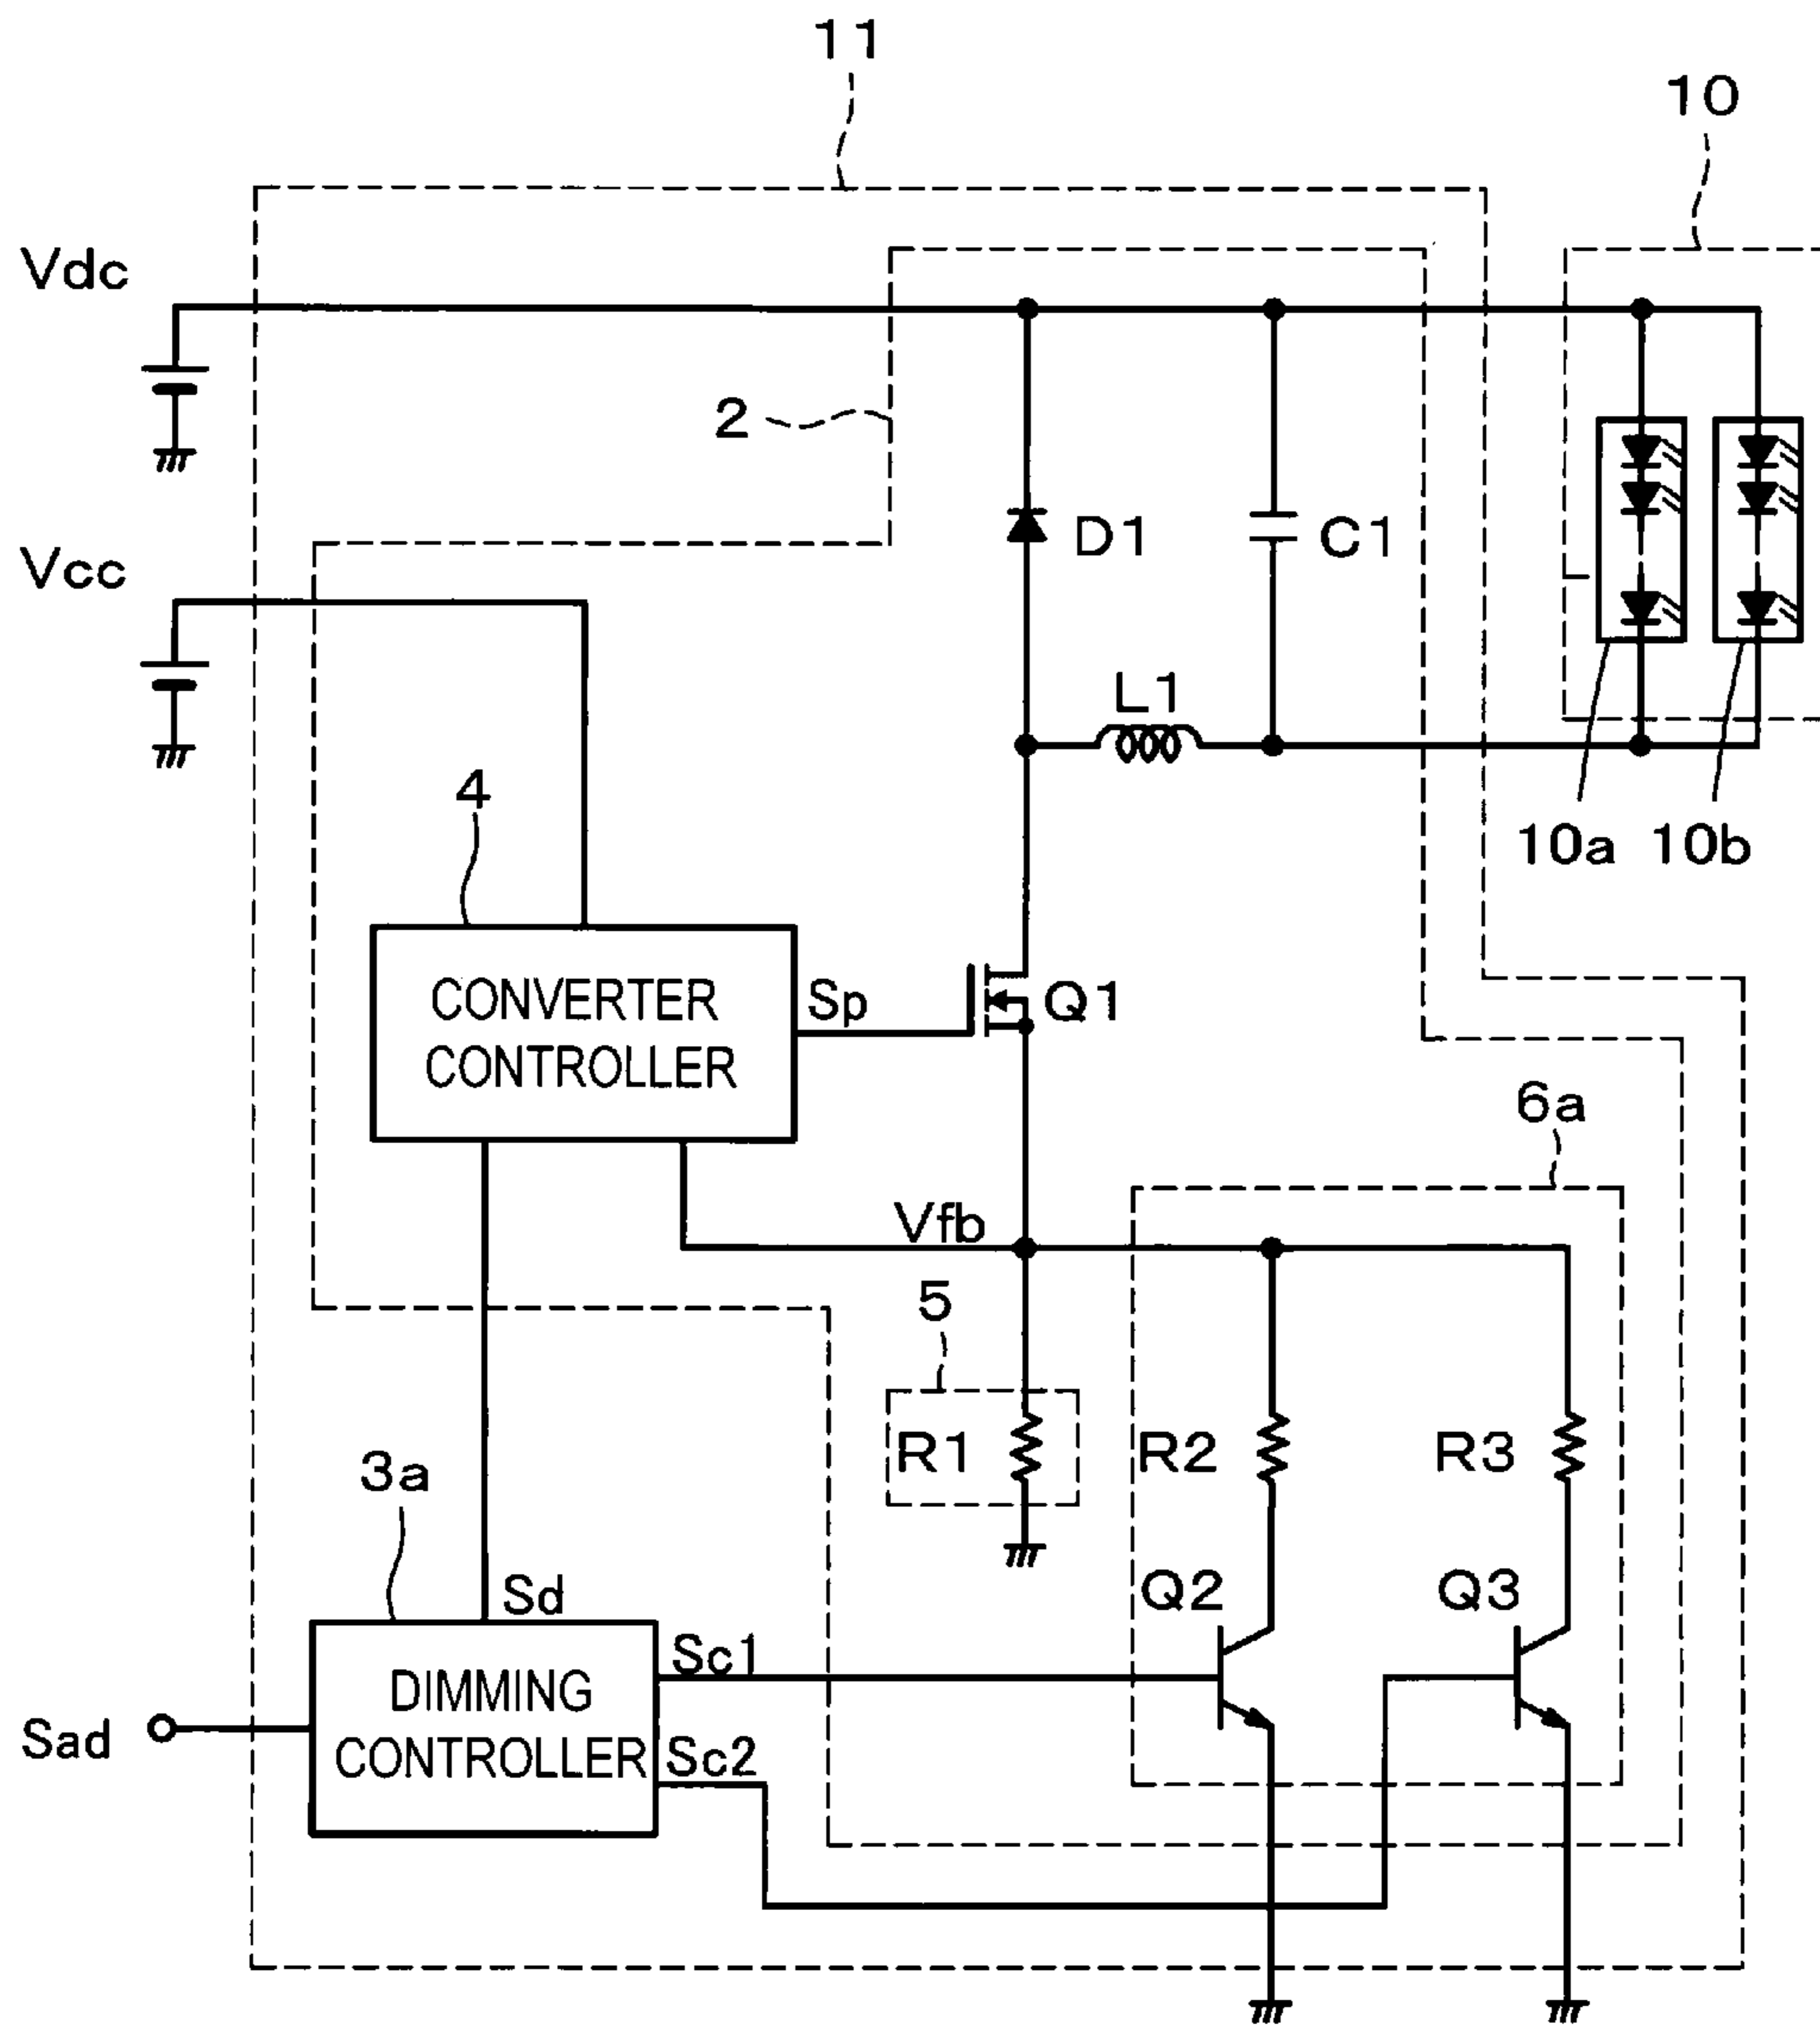 11
10
Vdc
2
D1
C1
Vcc
L1
4
10a
10b
CONVERTER
CONTROLLER
Sp
Q1
6a
Vfb
5
R1
R2
R3
3a
Sd
Q2
Q3
Sc1
DIMMING
CONTROLLER
Sad
Sc2